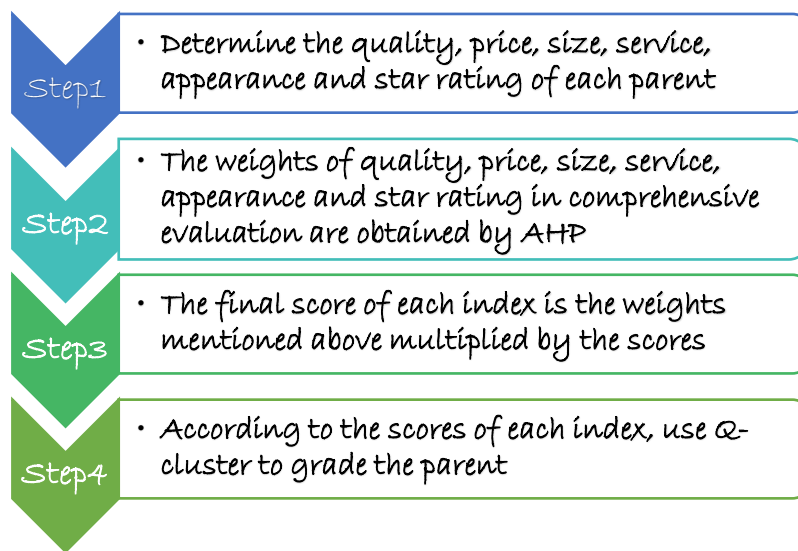 Step1
• Determine the quality, price, size, service,
appearance and star rating of each parent
Step2
• The weights of quality, price, size, service,
appearance and star rating in comprehensive
evaluation are obtained by AHP
Step3
• The final score of each index is the weights
mentioned above multiplied by the scores
Step4
• According to the scores of each index, use Q-
cluster to grade the parent